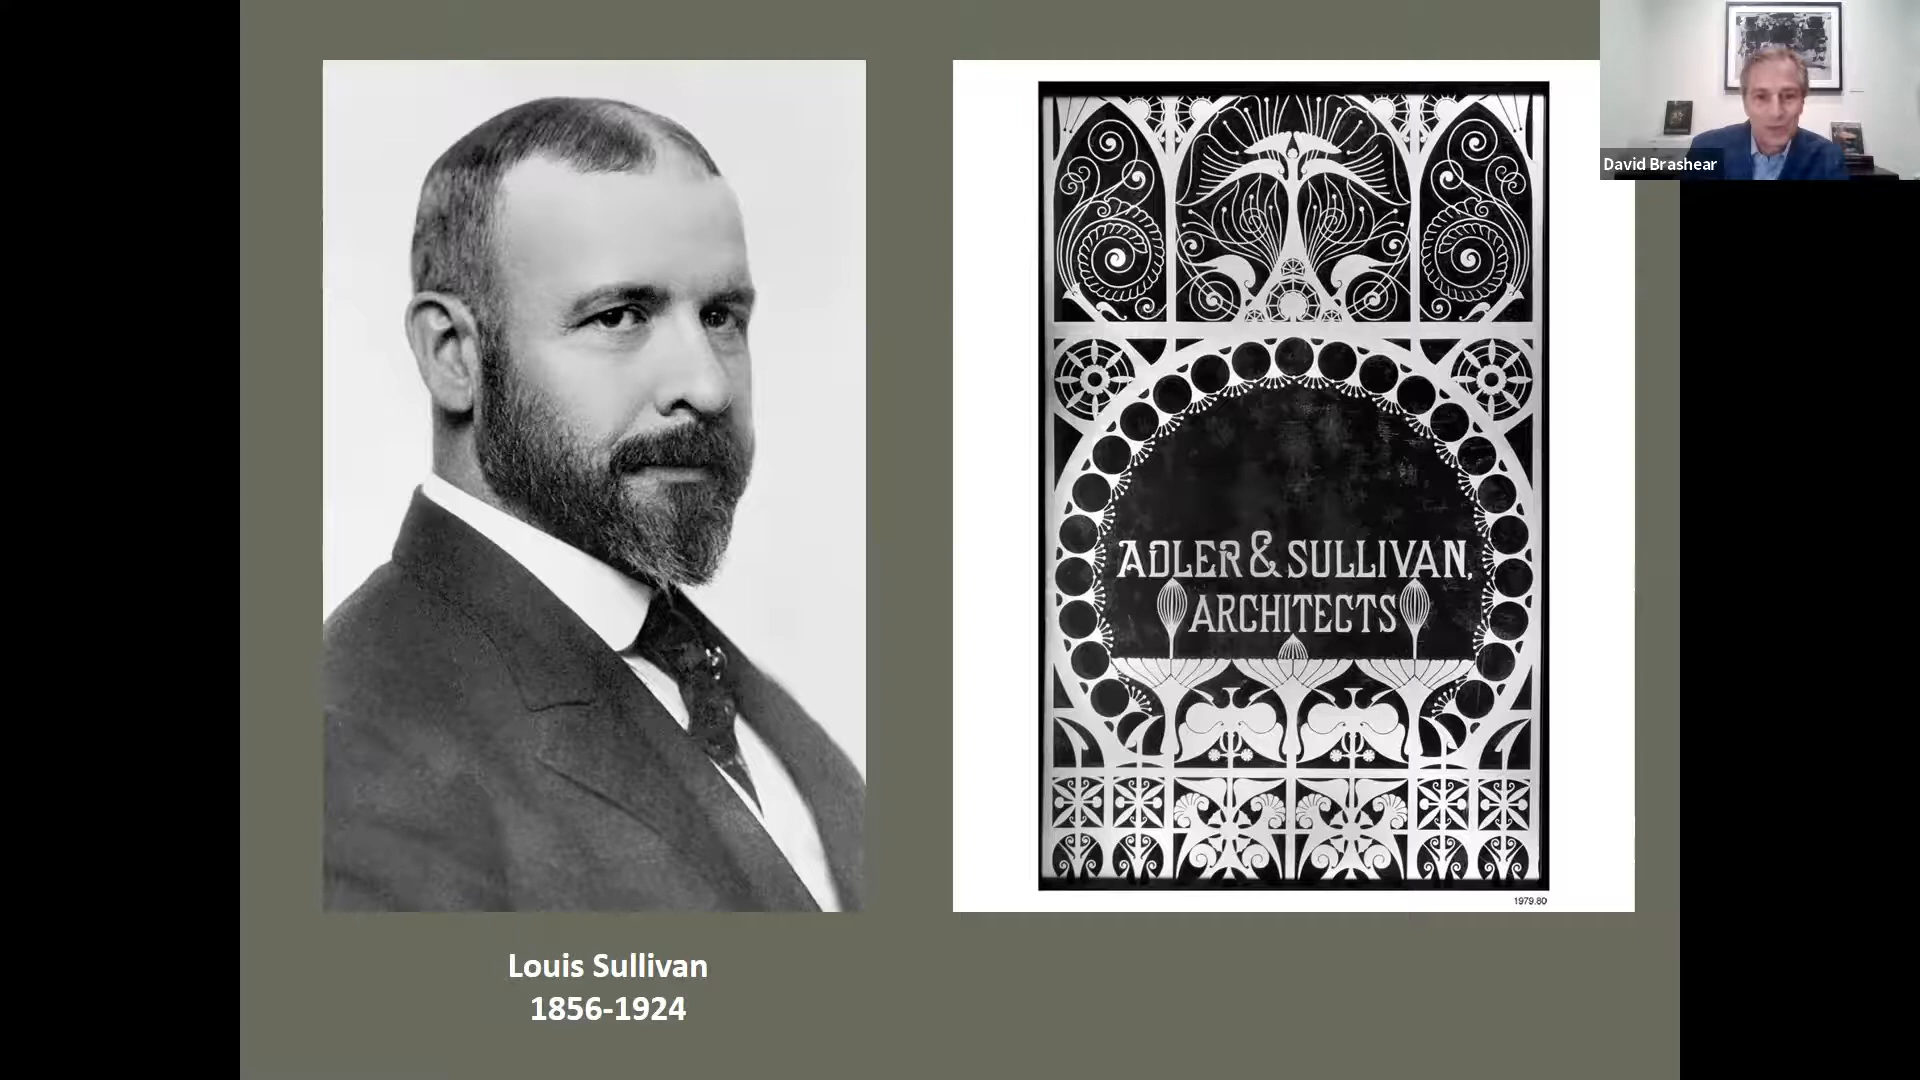 David Brashear
ADLER & SULLIVAN,
ARCHITECTS
1979.80
Louis Sullivan
1856-1924